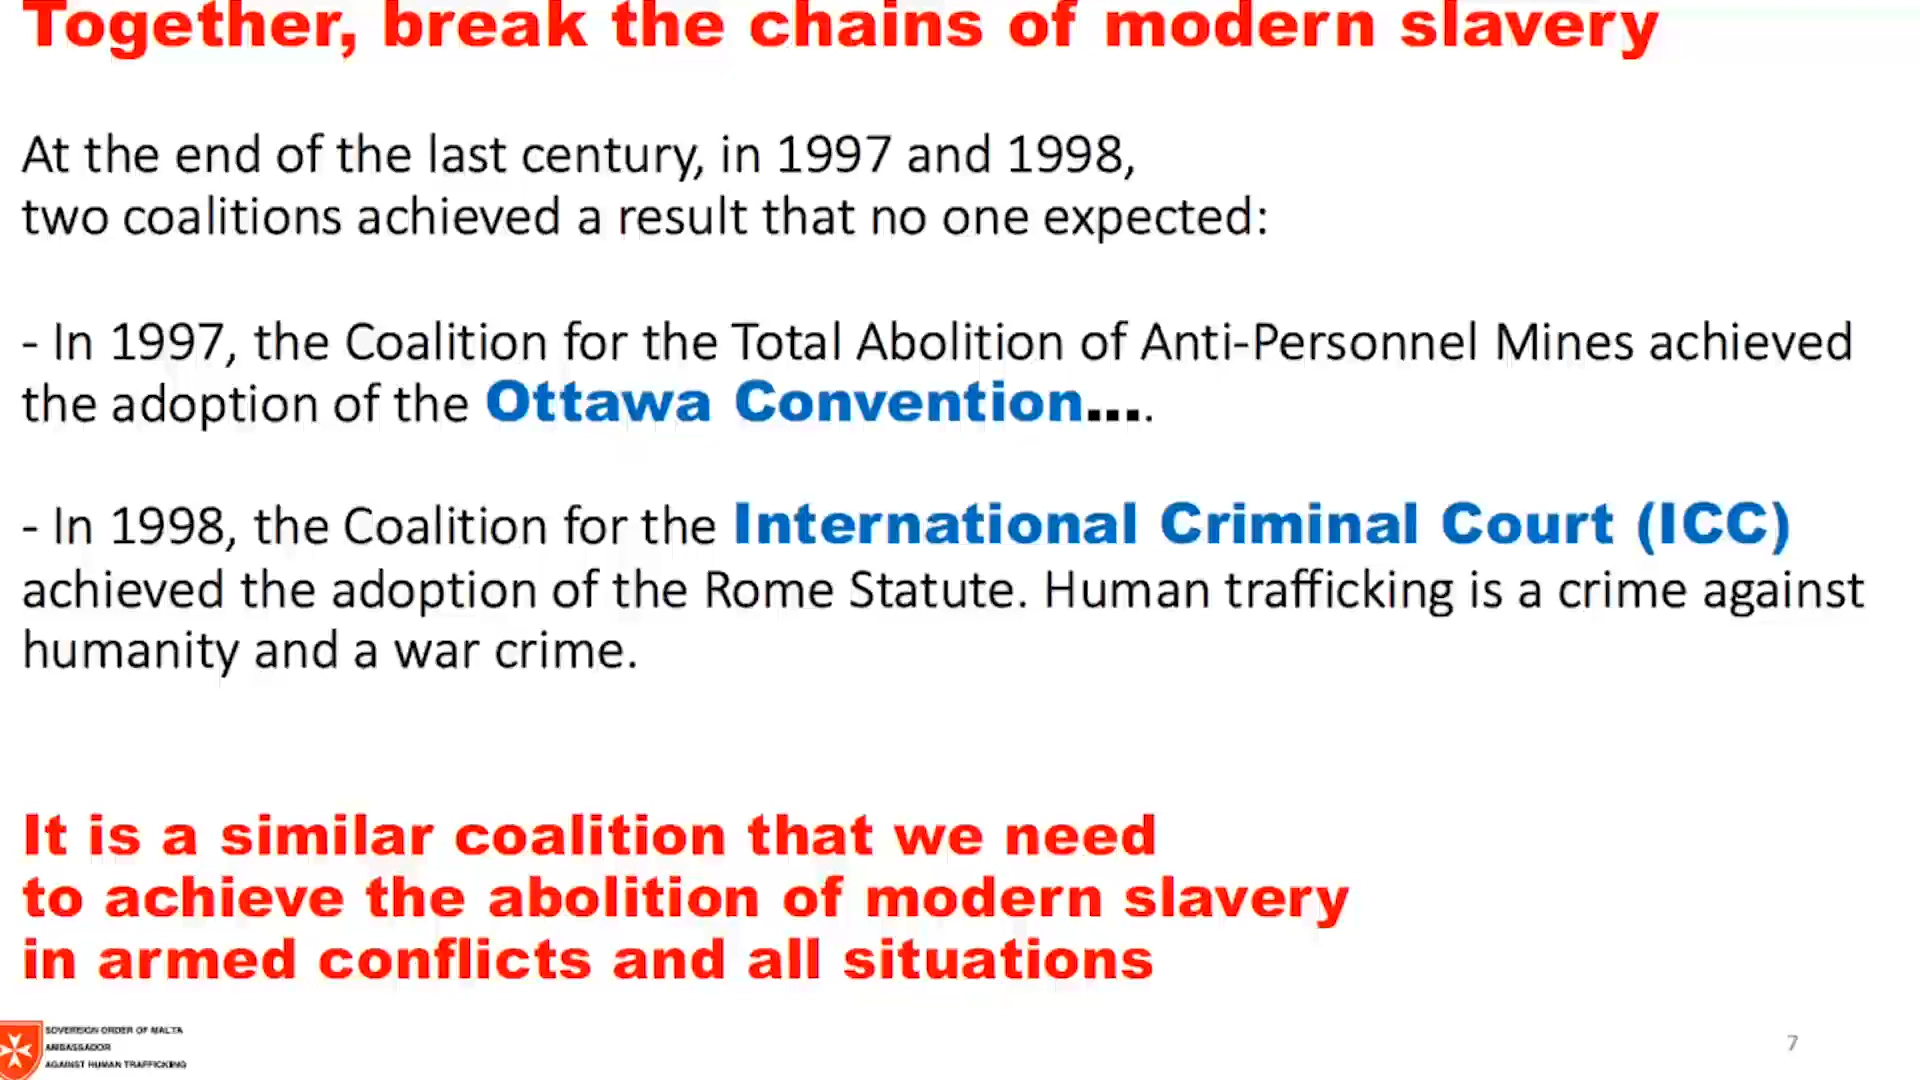 Together, break the chains of modern slavery
At the end of the last century, in 1997 and 1998,
two coalitions achieved a result that no one expected:
- In 1997, the Coalition for the Total Abolition of Anti-Personnel Mines achieved
the adoption of the Ottawa Convention....
- In 1998, the Coalition for the International Criminal Court (ICC)
achieved the adoption of the Rome Statute. Human trafficking is a crime against
humanity and a war crime.
It is a similar coalition that we need
to achieve the abolition of modern slavery
in armed conflicts and all situations
SOVEREIGN ORDER OF MALTA
AMBASSADOR
AGAINST HUMAN TRAFFICKING
7